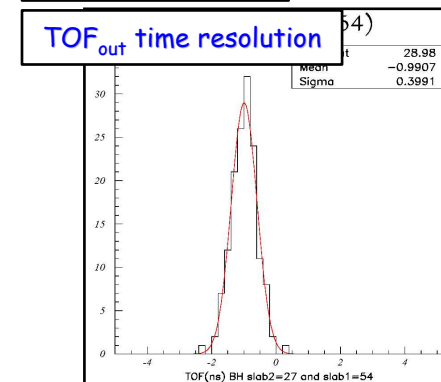 TOFout time resolution
54)
nt 28.98
Mean -0.9907
Sigma 0.3991
30
25
20
15
10
5
0
-4 -2 0 2 4
TOF(ns) BH slab2=27 and slab1=54